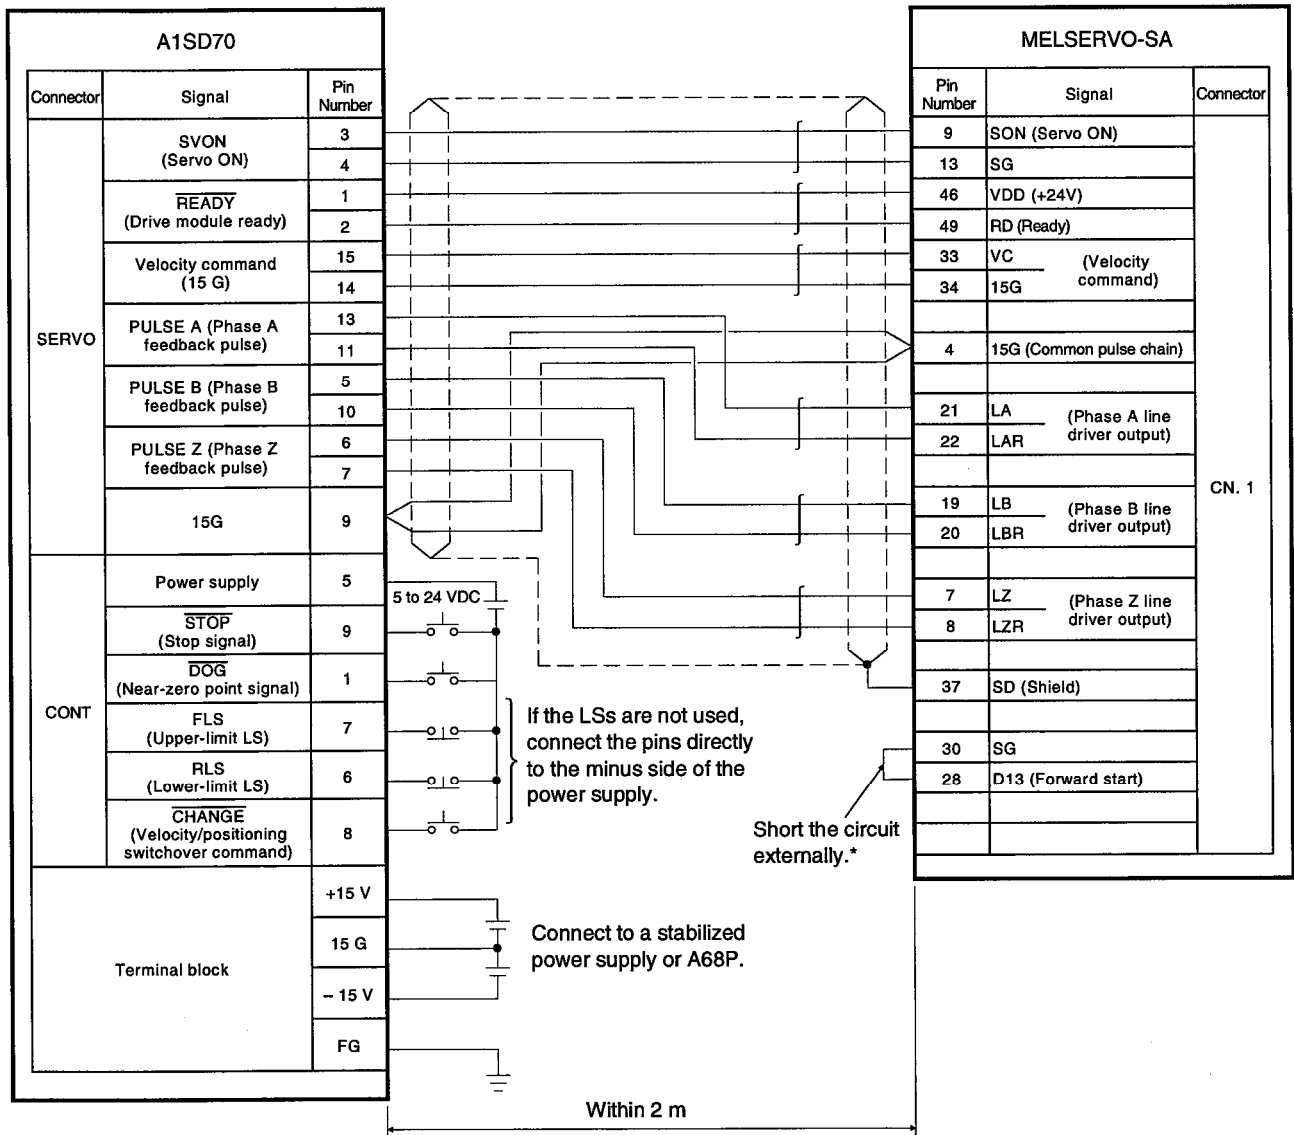 A1SD70
Connector
Signal
Pin
Number
SERVO
SVON
(Servo ON)
3
4
READY
(Drive module ready)
1
2
Velocity command
(15 G)
15
14
PULSE A (Phase A
feedback pulse)
13
11
PULSE B (Phase B
feedback pulse)
5
10
PULSE Z (Phase Z
feedback pulse)
6
7
15G
9
CONT
Power supply
5
5 to 24 VDC
STOP
(Stop signal)
9
DOG
(Near-zero point signal)
1
FLS
(Upper-limit LS)
7
RLS
(Lower-limit LS)
6
CHANGE
(Velocity/positioning
switchover command)
8
If the LSs are not used,
connect the pins directly
to the minus side of the
power supply.
Terminal block
+15 V
15 G
– 15 V
FG
Connect to a stabilized
power supply or A68P.
MELSERVO-SA
Pin
Number
Signal
Connector
9
SON (Servo ON)
13
SG
46
VDD (+24V)
49
RD (Ready)
33
VC
34
15G
(Velocity
command)
4
15G (Common pulse chain)
21
LA
22
LAR
(Phase A line
driver output)
19
LB
20
LBR
(Phase B line
driver output)
7
LZ
8
LZR
(Phase Z line
driver output)
37
SD (Shield)
30
SG
28
D13 (Forward start)
CN. 1
Short the circuit
externally.*
Within 2 m